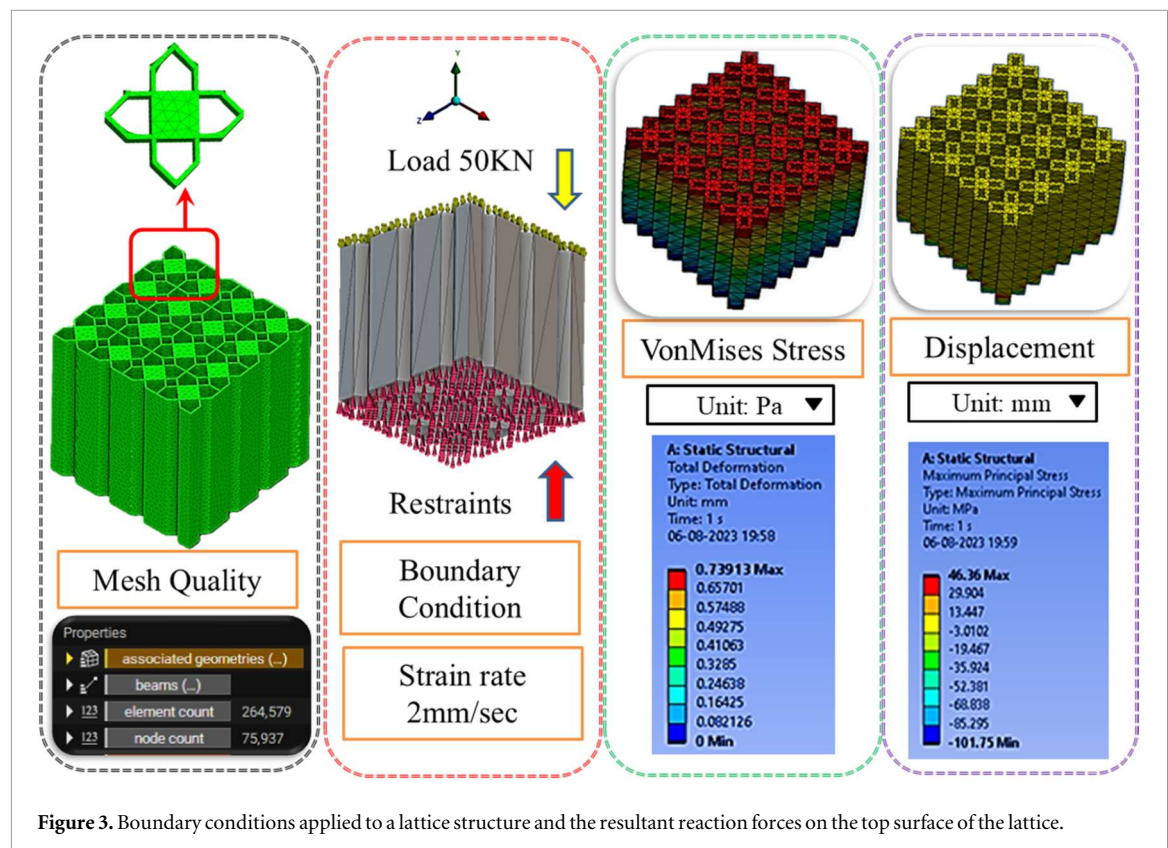 Mesh Quality
Properties
associated geometries (...)
beams (...)
123 element count 264,579
123 node count 75,937
Y
Z
Load 50KN
Restraints
Boundary
Condition
Strain rate
2mm/sec
VonMises Stress
Unit: Pa
A: Static Structural
Total Deformation
Type: Total Deformation
Unit: mm
Time: 1 s
06-08-2023 19:58
0.73913 Max
0.65701
0.57488
0.49275
0.41063
0.3285
0.24638
0.16425
0.082126
0 Min
Displacement
Unit: mm
A: Static Structural
Maximum Principal Stress
Type: Maximum Principal Stress
Unit: MPa
Time: 1 s
06-08-2023 19:59
46.36 Max
29.904
13.447
-3.0102
-19.467
-35.924
-52.381
-68.838
-85.295
-101.75 Min
Figure 3. Boundary conditions applied to a lattice structure and the resultant reaction forces on the top surface of the lattice.